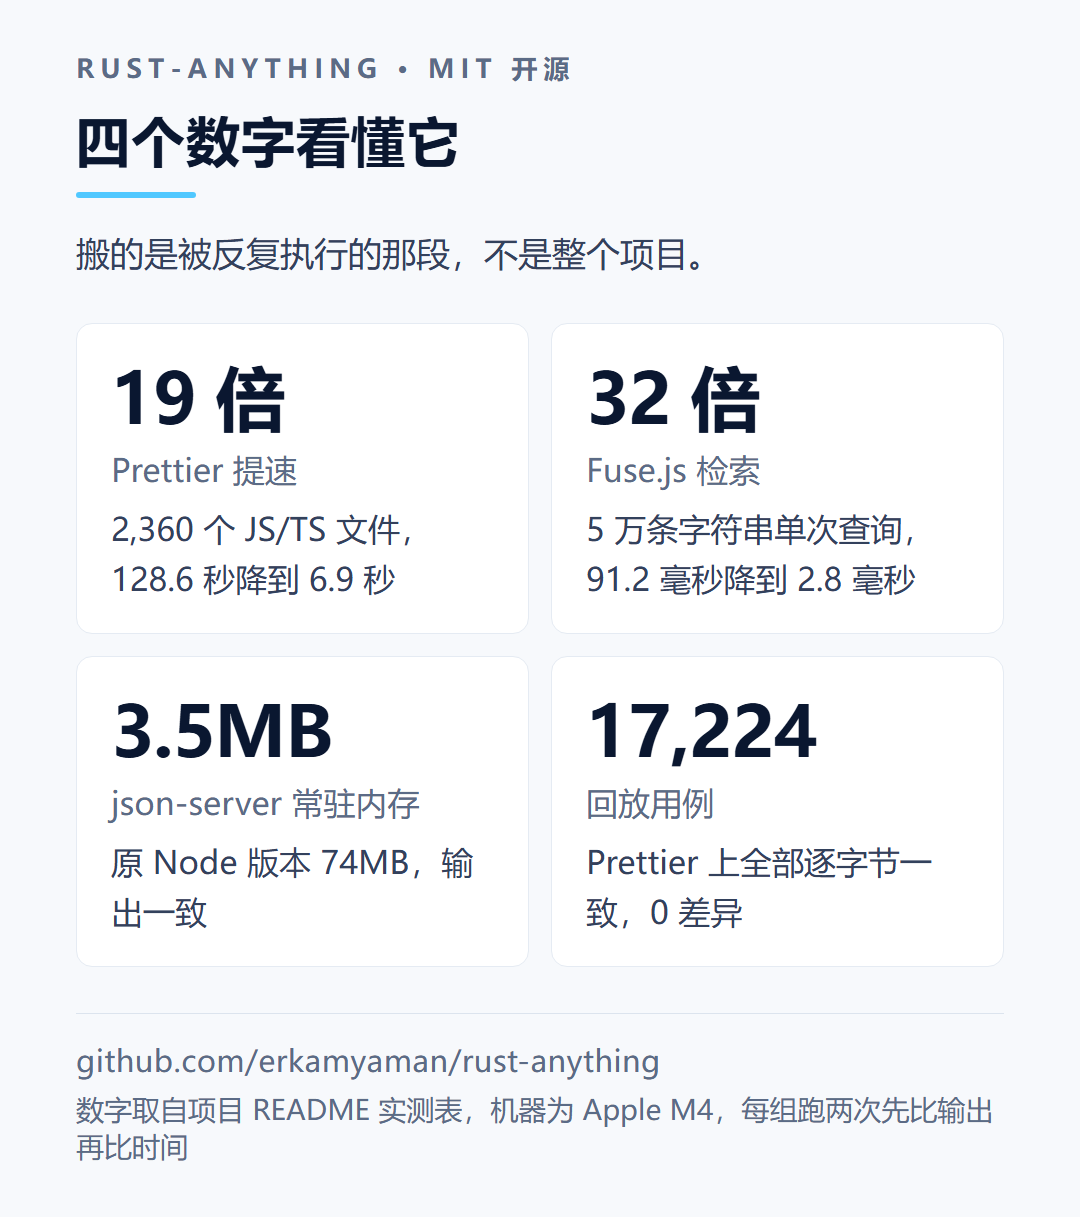 RUST-ANYTHING • MIT 开源
四个数字看懂它
搬的是被反复执行的那段，不是整个项目。
19 倍
Prettier 提速
2,360 个 JS/TS 文件，
128.6 秒降到 6.9 秒
32 倍
Fuse.js 检索
5 万条字符串单次查询，
91.2 毫秒降到 2.8 毫秒
3.5MB
json-server 常驻内存
原 Node 版本 74MB，输
出一致
17,224
回放用例
Prettier 上全部逐字节一
致，0 差异
github.com/erkamyaman/rust-anything
数字取自项目 README 实测表，机器为 Apple M4，每组跑两次先比输出
再比时间